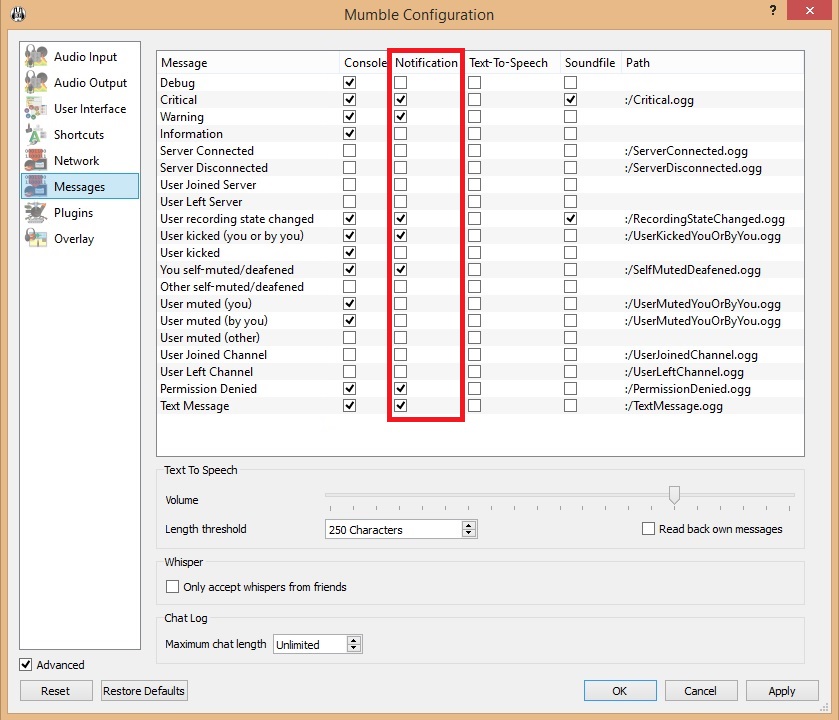 Mumble Configuration
?
Audio Input
Audio Output
User Interface
Shortcuts
Network
Messages
Plugins
Overlay
Message Console Notification Text-To-Speech Soundfile Path
Debug
Critical :/Critical.ogg
Warning
Information
Server Connected :/ServerConnected.ogg
Server Disconnected :/ServerDisconnected.ogg
User Joined Server
User Left Server
User recording state changed :/RecordingStateChanged.ogg
User kicked (you or by you) :/UserKickedYouOrByYou.ogg
User kicked
You self-muted/deafened :/SelfMutedDeafened.ogg
Other self-muted/deafened
User muted (you) :/UserMutedYouOrByYou.ogg
User muted (by you) :/UserMutedYouOrByYou.ogg
User muted (other)
User Joined Channel :/UserJoinedChannel.ogg
User Left Channel :/UserLeftChannel.ogg
Permission Denied :/PermissionDenied.ogg
Text Message :/TextMessage.ogg
Text To Speech
Volume
Length threshold 250 Characters Read back own messages
Whisper
Only accept whispers from friends
Chat Log
Maximum chat length Unlimited
Advanced
Reset Restore Defaults OK Cancel Apply